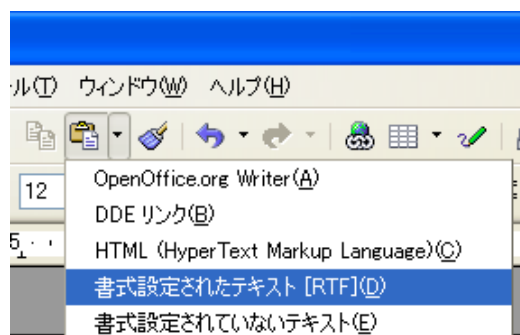 ール(T) ウィンドウ(W) ヘルプ(H)
12
OpenOffice.org Writer(A)
DDE リンク(B)
5
HTML (HyperText Markup Language)(C)
書式設定されたテキスト [RTF](D)
書式設定されていないテキスト(E)